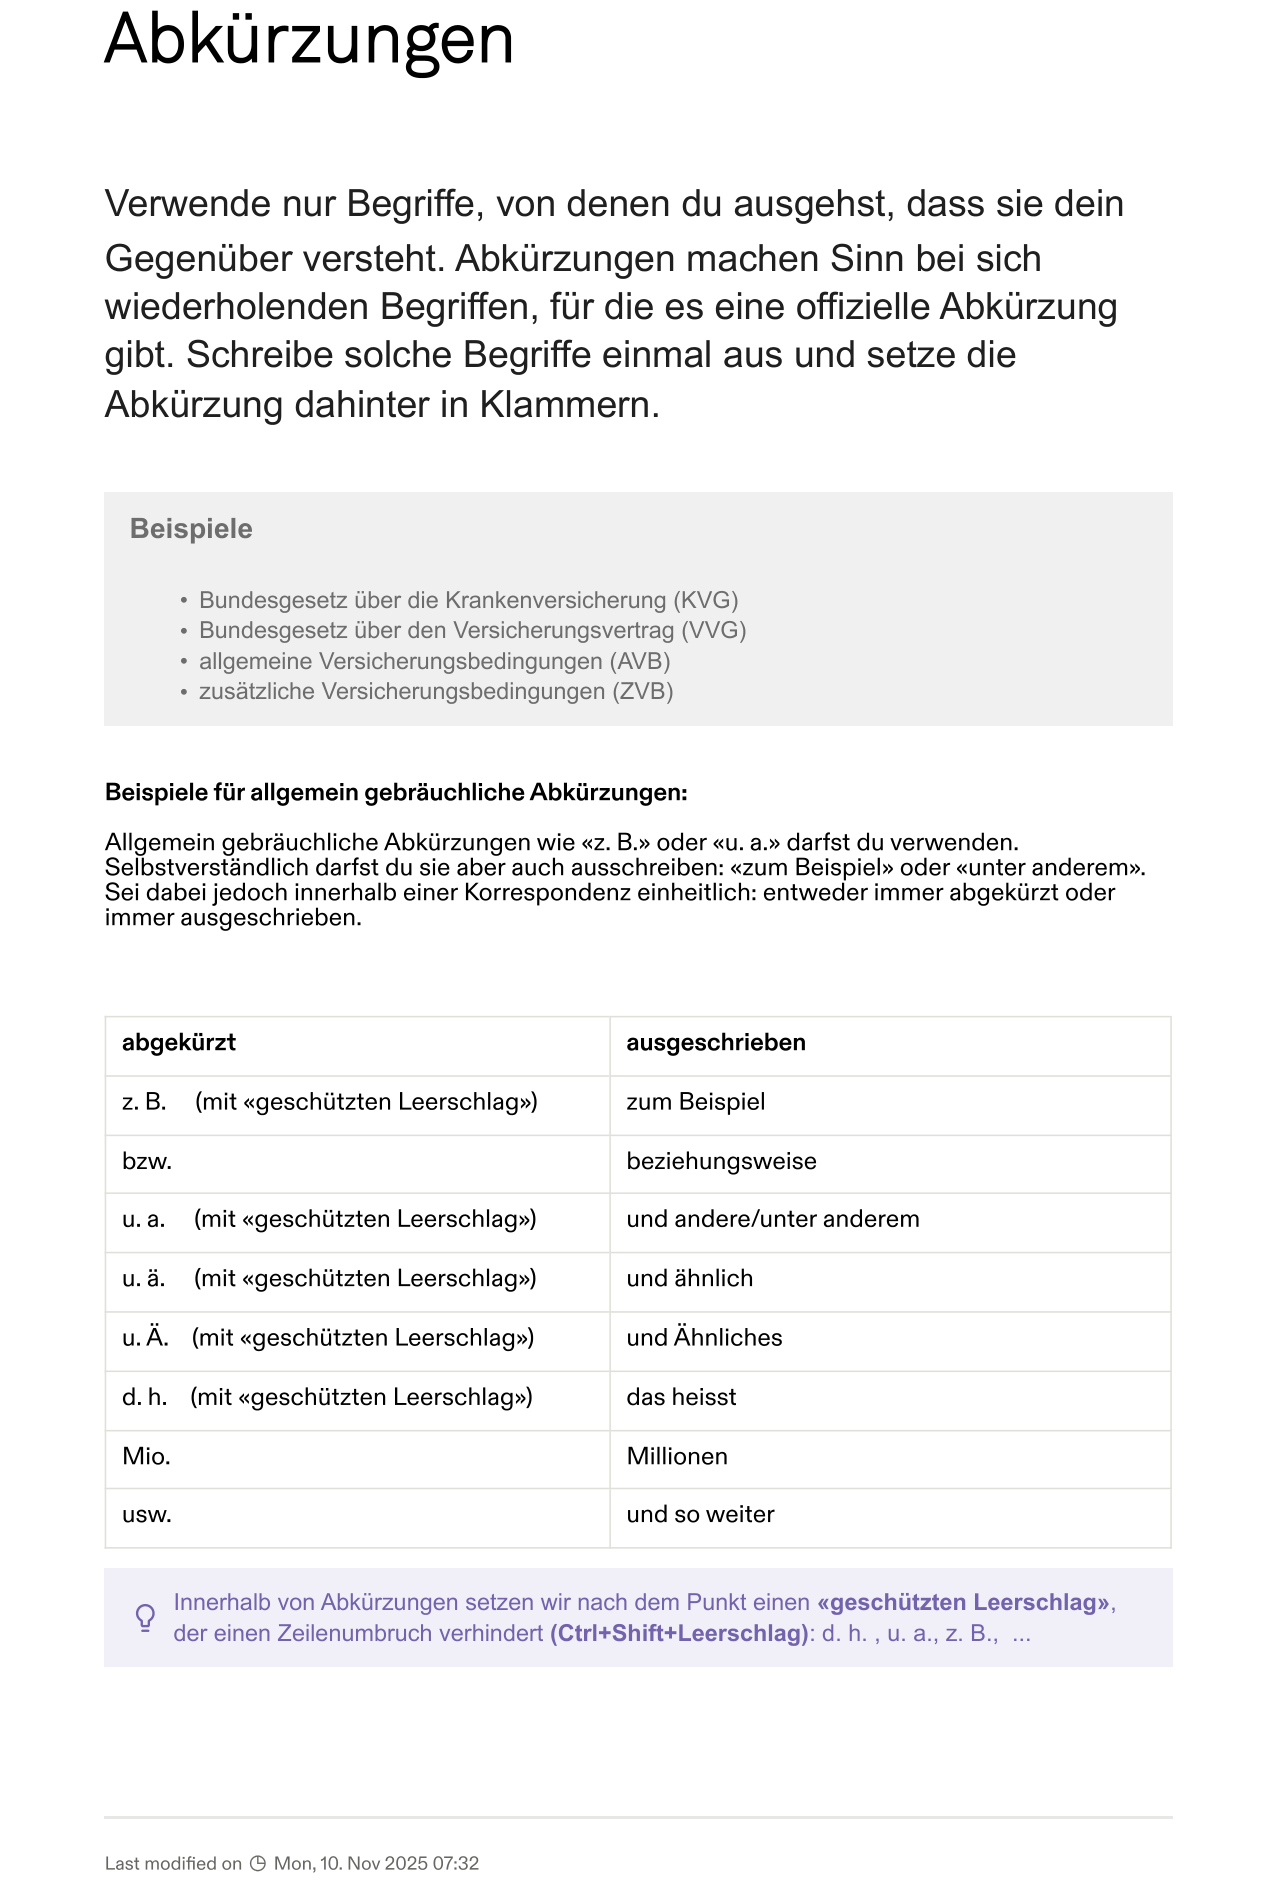 Abkürzungen
Verwende nur Begriffe, von denen du ausgehst, dass sie dein
Gegenüber versteht. Abkürzungen machen Sinn bei sich
wiederholenden Begriffen, für die es eine offizielle Abkürzung
gibt. Schreibe solche Begriffe einmal aus und setze die
Abkürzung dahinter in Klammern.
Beispiele
• Bundesgesetz über die Krankenversicherung (KVG)
• Bundesgesetz über den Versicherungsvertrag (VVG)
• allgemeine Versicherungsbedingungen (AVB)
• zusätzliche Versicherungsbedingungen (ZVB)
Beispiele für allgemein gebräuchliche Abkürzungen:
Allgemein gebräuchliche Abkürzungen wie «z. B.» oder «u. a.» darfst du verwenden.
Selbstverständlich darfst du sie aber auch ausschreiben: «zum Beispiel» oder «unter anderem».
Sei dabei jedoch innerhalb einer Korrespondenz einheitlich: entweder immer abgekürzt oder
immer ausgeschrieben.
abgekürzt ausgeschrieben
z. B. (mit «geschützten Leerschlag») zum Beispiel
bzw. beziehungsweise
u. a. (mit «geschützten Leerschlag») und andere/unter anderem
u. ä. (mit «geschützten Leerschlag») und ähnlich
u. Ä. (mit «geschützten Leerschlag») und Ähnliches
d. h. (mit «geschützten Leerschlag») das heisst
Mio. Millionen
usw. und so weiter
Innerhalb von Abkürzungen setzen wir nach dem Punkt einen «geschützten Leerschlag»,
der einen Zeilenumbruch verhindert (Ctrl+Shift+Leerschlag): d. h. , u. a., z. B., ...
Last modified on Mon, 10. Nov 2025 07:32